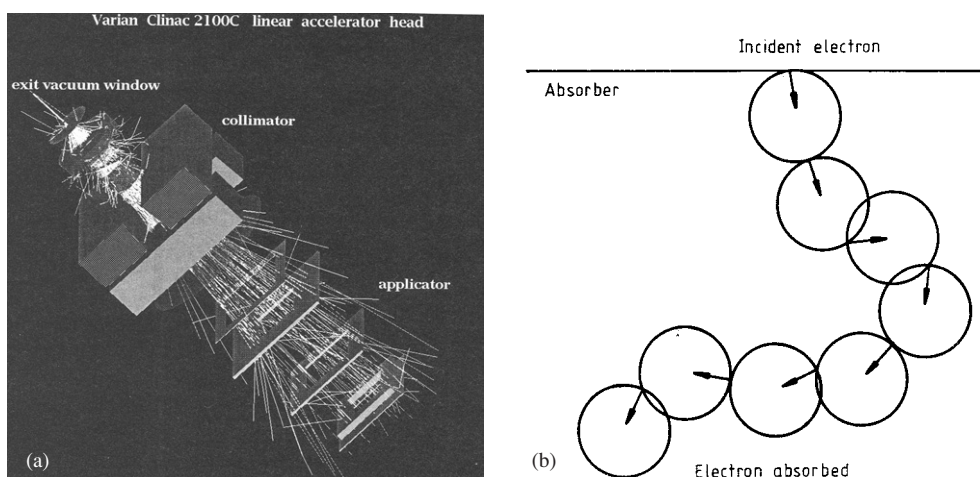 Varian Clinac 2100C linear accelerator head
exit vacuum window
collimator
applicator
(a)
Incident electron
Absorber
Electron absorbed
(b)